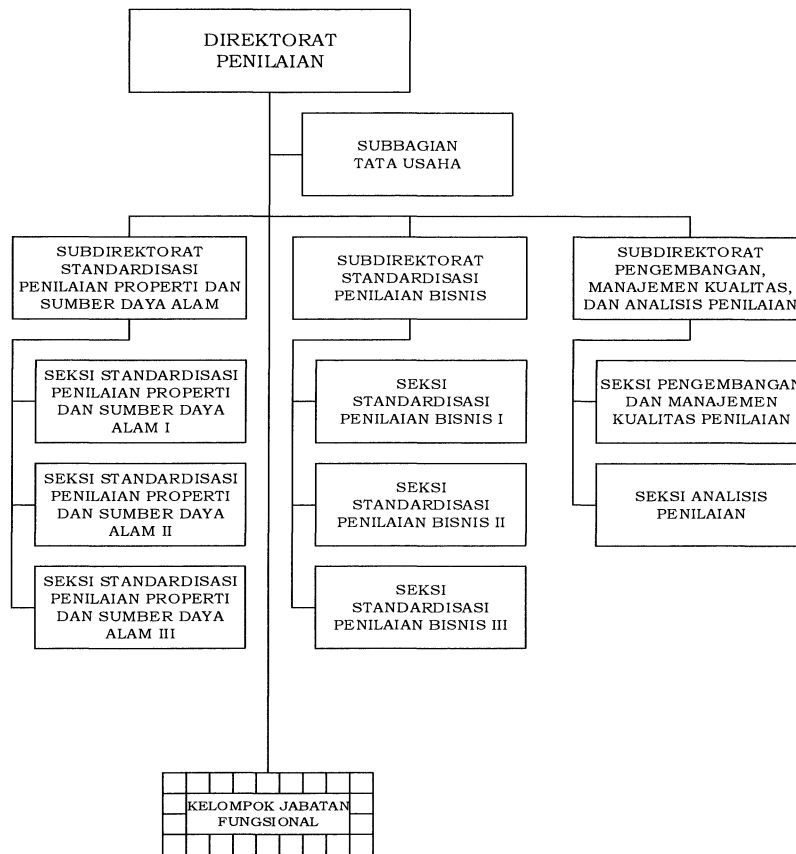 DIREKTORAT
PENILAIAN
SUBBAGIAN
TATA USAHA
SUBDIREKTORAT
STANDARDISASI
PENILAIAN PROPERTI DAN
SUMBER DAYA ALAM
SUBDIREKTORAT
STANDARDISASI
PENILAIAN BISNIS
SUBDIREKTORAT
PENGEMBANGAN,
MANAJEMEN KUALITAS,
DAN ANALISIS PENILAIAN
SEKSI STANDARDISASI
PENILAIAN PROPERTI
DAN SUMBER DAYA
ALAM I
SEKSI
STANDARDISASI
PENILAIAN BISNIS I
SEKSI PENGEMBANGAN
DAN MANAJEMEN
KUALITAS PENILAIAN
SEKSI STANDARDISASI
PENILAIAN PROPERTI
DAN SUMBER DAYA
ALAM II
SEKSI
STANDARDISASI
PENILAIAN BISNIS II
SEKSI ANALISIS
PENILAIAN
SEKSI STANDARDISASI
PENILAIAN PROPERTI
DAN SUMBER DAYA
ALAM III
SEKSI
STANDARDISASI
PENILAIAN BISNIS III
KELOMPOK JABATAN
FUNGSIONAL